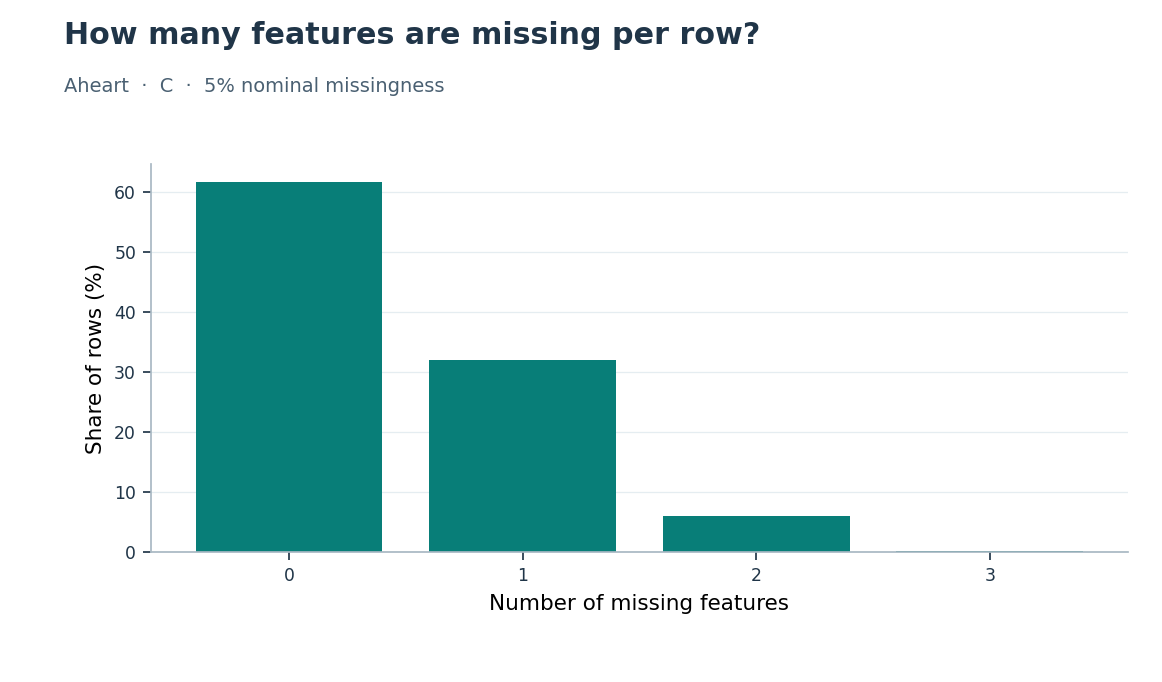 How many features are missing per row?
Aheart · C · 5% nominal missingness
60
50
40
30
20
10
0
Share of rows (%)
0 1 2 3
Number of missing features